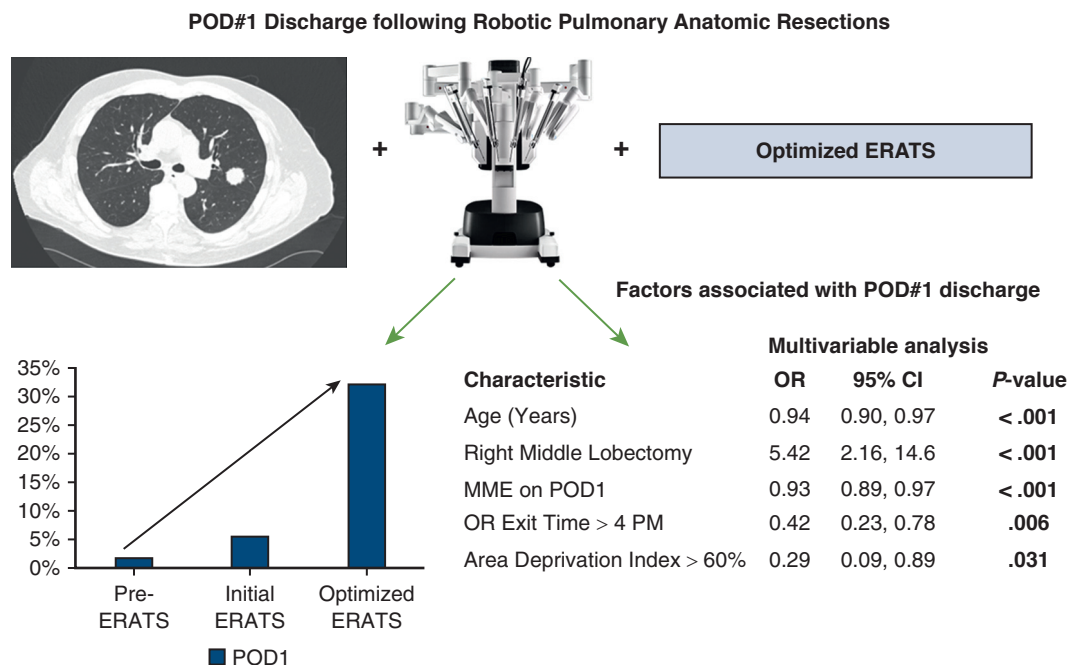 POD#1 Discharge following Robotic Pulmonary Anatomic Resections
+
+
Optimized ERATS
Factors associated with POD#1 discharge
35%
30%
25%
20%
15%
10%
5%
0%
Pre-
ERATS
Initial
ERATS
Optimized
ERATS
POD1
Multivariable analysis
Characteristic OR 95% CI P-value
Age (Years) 0.94 0.90, 0.97 < .001
Right Middle Lobectomy 5.42 2.16, 14.6 < .001
MME on POD1 0.93 0.89, 0.97 < .001
OR Exit Time > 4 PM 0.42 0.23, 0.78 .006
Area Deprivation Index > 60% 0.29 0.09, 0.89 .031